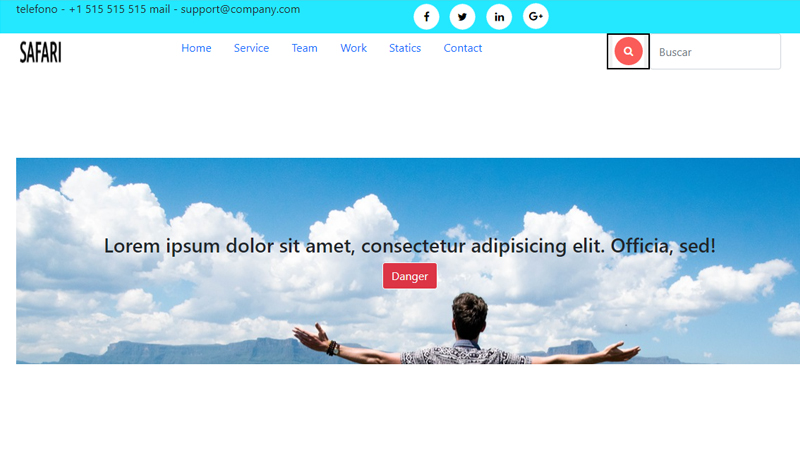 telefono - +1 515 515 515 mail - support@company.com
G+
SAFARI
Home Service Team Work Statics Contact
Buscar
Lorem ipsum dolor sit amet, consectetur adipisicing elit. Officia, sed!
Danger